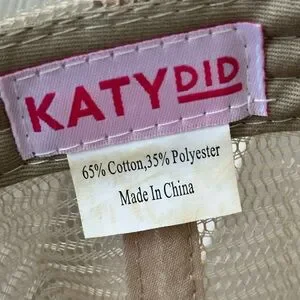 KATYDID
65% Cotton,35% Polyester
Made In China